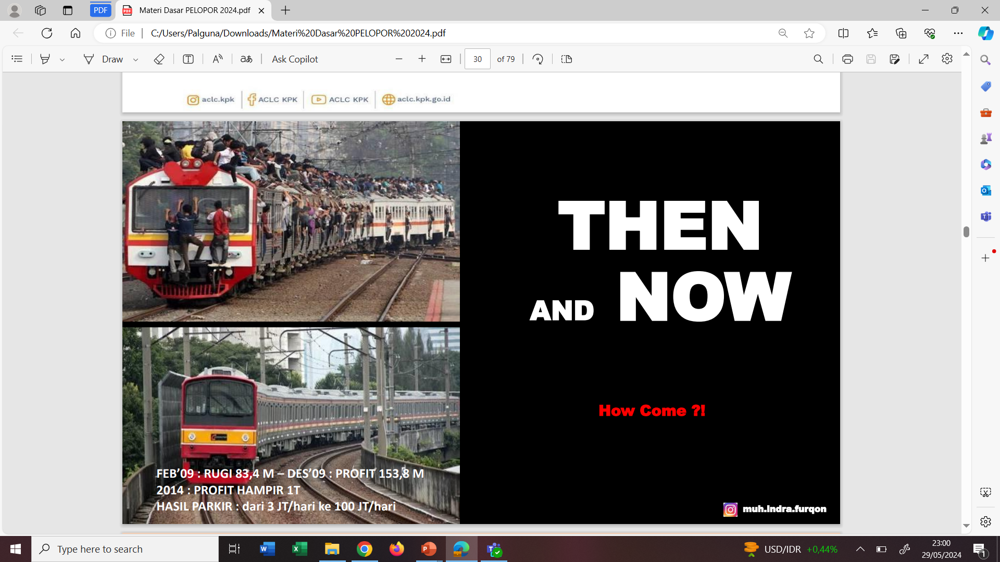 PDF
Materi Dasar PELOPOR 2024.pdf
File
C:/Users/Palguna/Downloads/Materi%20Dasar%20PELOPOR%202024.pdf
Draw
Ask Copilot
30 of 79
aclc.kpk
ACLC KPK
ACLC KPK
aclc.kpk.go.id
THEN
AND NOW
How Come ?!
FEB’09 : RUGI 83,4 M – DES’09 : PROFIT 153,8 M
2014 : PROFIT HAMPIR 1T
HASIL PARKIR : dari 3 JT/hari ke 100 JT/hari
muh.indra.furqon
Type here to search
USD/IDR +0,44%
23:00
29/05/2024
1